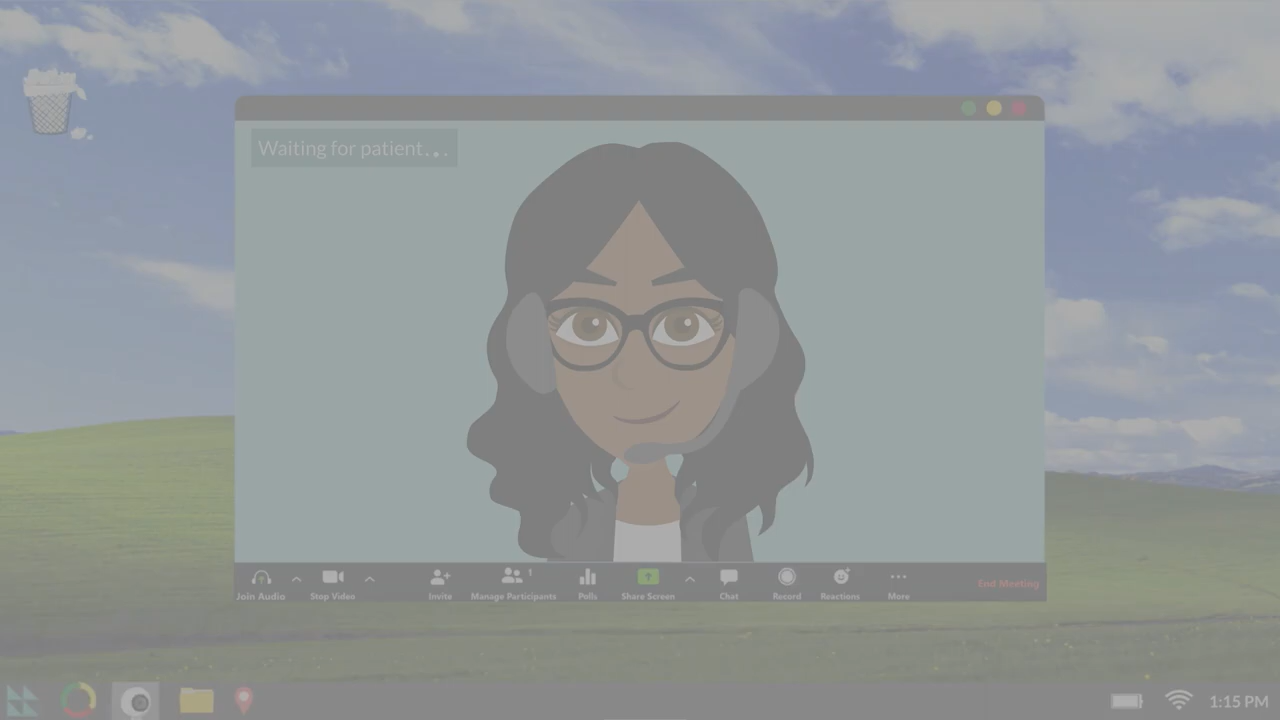 Waiting for patient...
1
Join Audio
Stop Video
Invite
Manage Participants
Polls
Share Screen
Chat
Record
Reactions
More
End Meeting
1:15 PM